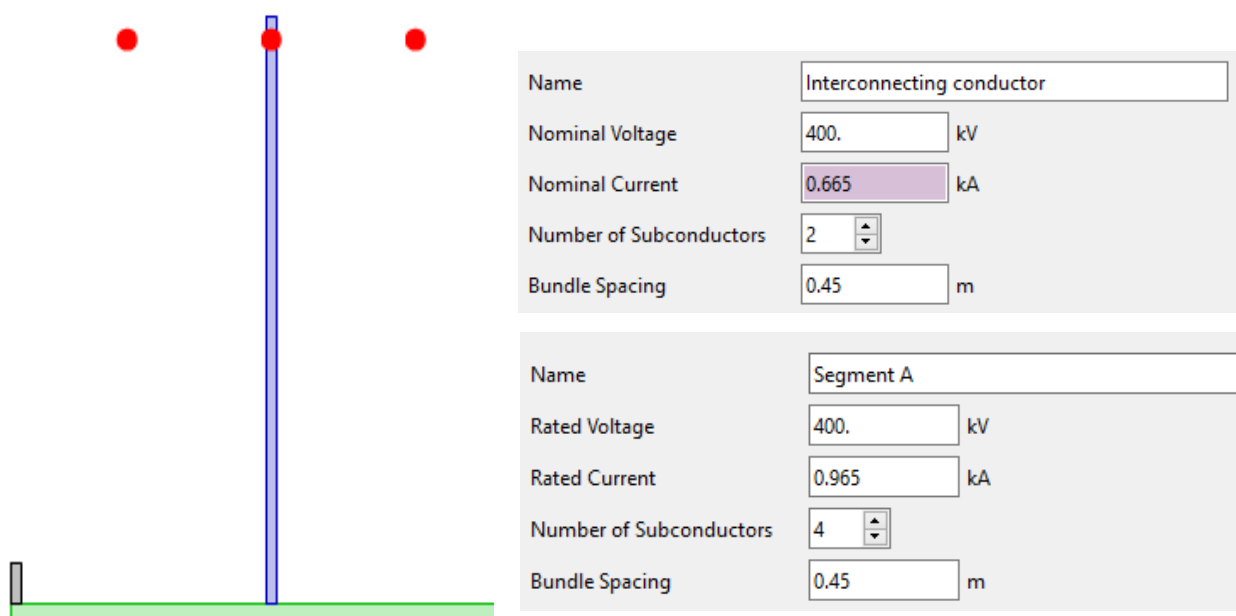 Name Interconnecting conductor
Nominal Voltage 400. kV
Nominal Current 0.665 kA
Number of Subconductors 2
Bundle Spacing 0.45 m
Name Segment A
Rated Voltage 400. kV
Rated Current 0.965 kA
Number of Subconductors 4
Bundle Spacing 0.45 m